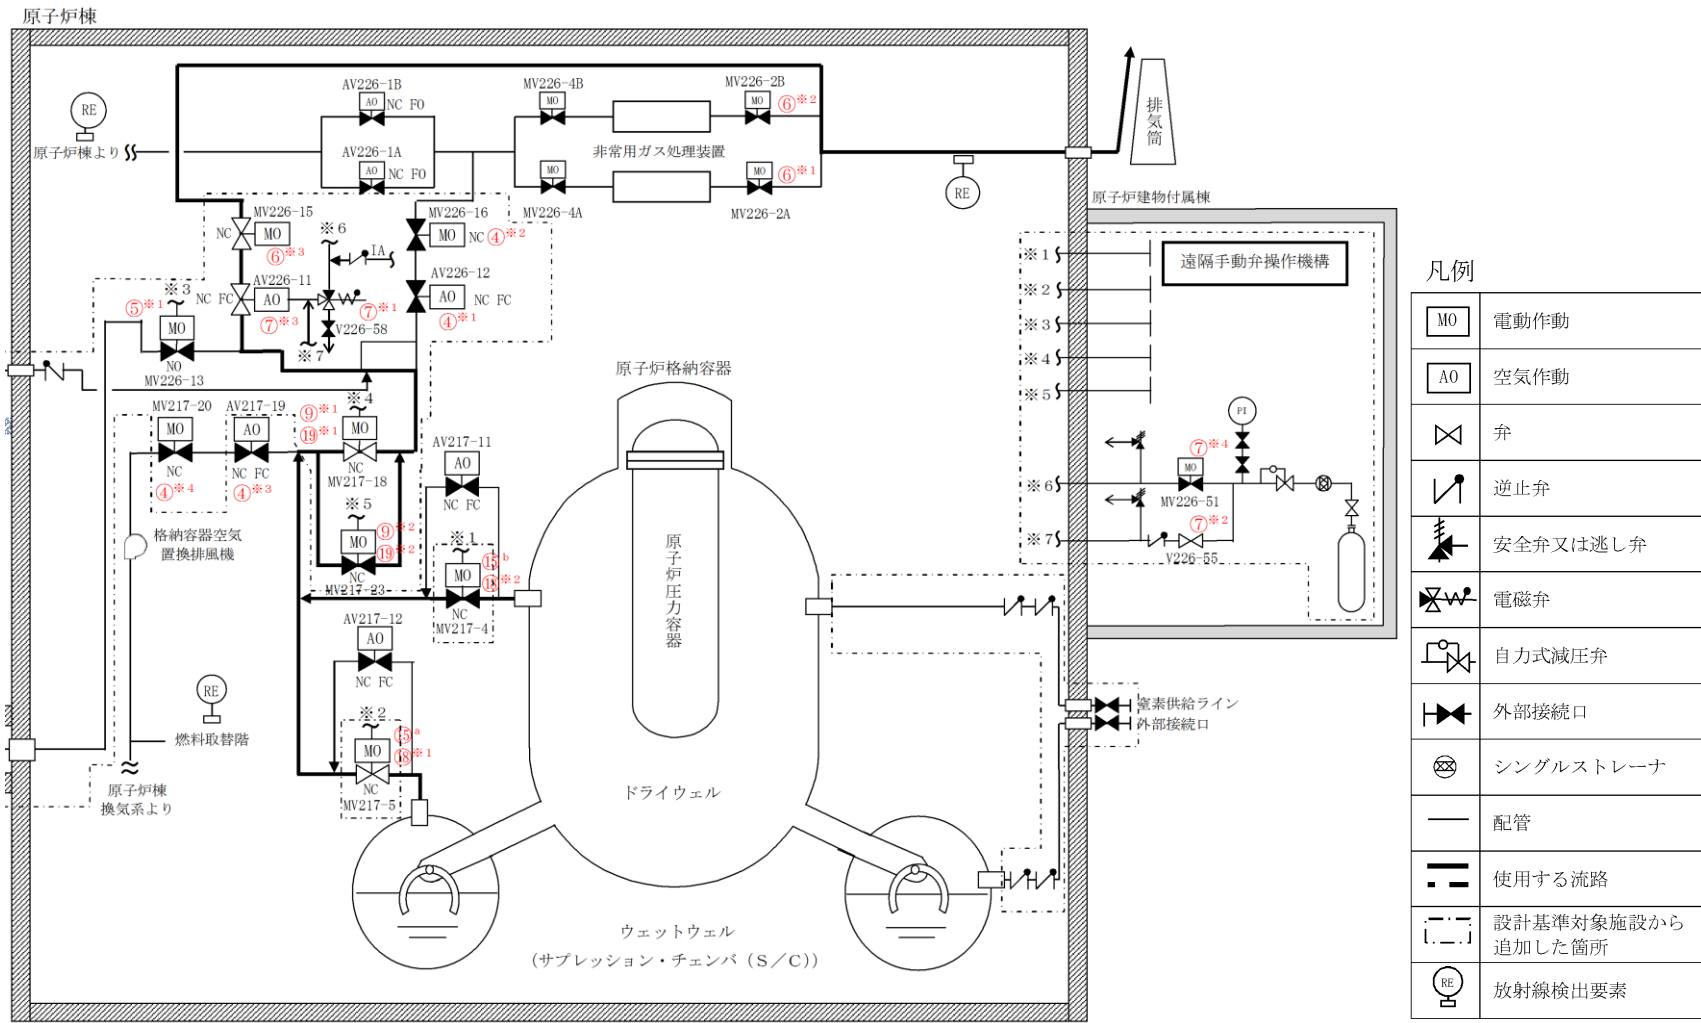 原子炉棟
RE
原子炉棟より
AV226-1B
AO
NC FO
AV226-1A
AO
NC FO
MV226-4B
MO
MV226-2B
MO
⑥※2
非常用ガス処理装置
MO
MV226-4A
MO
⑥※1
MV226-2A
RE
排気筒
MV226-15
NC
MO
⑥※3
※6
IA
MV226-16
MO
NC
④※2
AV226-11
NC FC
AO
⑦※3
⑦※1
V226-58
※7
AV226-12
AO
NC FC
④※1
※3
⑤※1
MO
NO
MV226-13
MV217-20
MO
NC
④※4
AV217-19
AO
NC FC
④※3
⑨※1
⑲※1
※4
MO
NC
MV217-18
※5
MO
⑨※2
⑲※2
NC
MV217-23
格納容器空気
置換排風機
AV217-11
AO
NC FC
※1
MO
⑮b
⑱※2
NC
MV217-4
AV217-12
AO
NC FC
※2
MO
⑮a
⑱※1
NC
MV217-5
RE
燃料取替階
原子炉棟
換気系より
原子炉格納容器
原子炉圧力容器
ドライウェル
ウェットウェル
(サプレッション・チェンバ(S/C))
原子炉建物付属棟
※1
※2
※3
※4
※5
遠隔手動弁操作機構
PI
※6
⑦※4
MO
MV226-51
※7
⑦※2
V226-55
窒素供給ライン
外部接続口
凡例
MO
電動作動
AO
空気作動
弁
逆止弁
安全弁又は逃し弁
電磁弁
自力式減圧弁
外部接続口
シングルストレーナ
配管
使用する流路
設計基準対象施設から
追加した箇所
RE
放射線検出要素